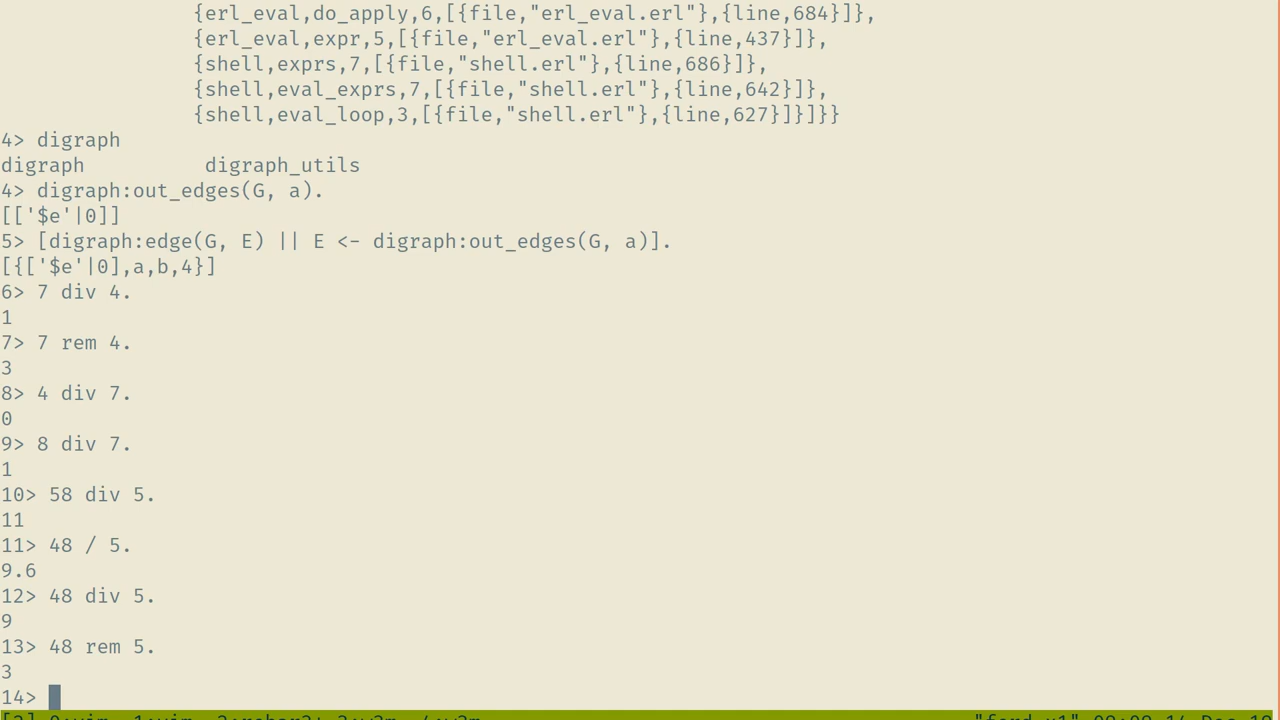 {erl_eval,do_apply,6,[{file,"erl_eval.erl"},{line,684}]},
{erl_eval,expr,5,[{file,"erl_eval.erl"},{line,437}]},
{shell,exprs,7,[{file,"shell.erl"},{line,686}]},
{shell,eval_exprs,7,[{file,"shell.erl"},{line,642}]},
{shell,eval_loop,3,[{file,"shell.erl"},{line,627}]}]}}
4> digraph
digraph          digraph_utils
4> digraph:out_edges(G, a).
[['$e'|0]]
5> [digraph:edge(G, E) || E <- digraph:out_edges(G, a)].
[{['$e'|0],a,b,4}]
6> 7 div 4.
1
7> 7 rem 4.
3
8> 4 div 7.
0
9> 8 div 7.
1
10> 58 div 5.
11
11> 48 / 5.
9.6
12> 48 div 5.
9
13> 48 rem 5.
3
14>